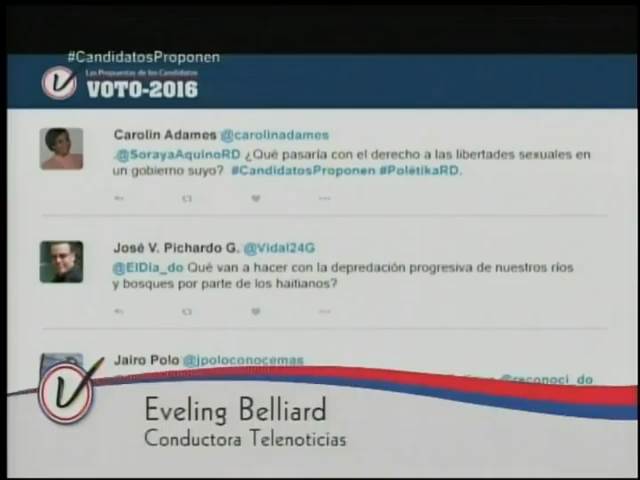 #CandidatosProponen
Las Propuestas de los Candidatos
VOTO-2016
Carolin Adames @carolinadames
.@SorayaAquinoRD ¿Qué pasaría con el derecho a las libertades sexuales en
un gobierno suyo? #CandidatosProponen #PolétikaRD.
José V. Pichardo G. @Vidal24G
@ElDia_do Qué van a hacer con la depredación progresiva de nuestros ríos
y bosques por parte de los haitianos?
Jairo Polo @jpoloconocemas
@reconoci_do
Eveling Belliard
Conductora Telenoticias